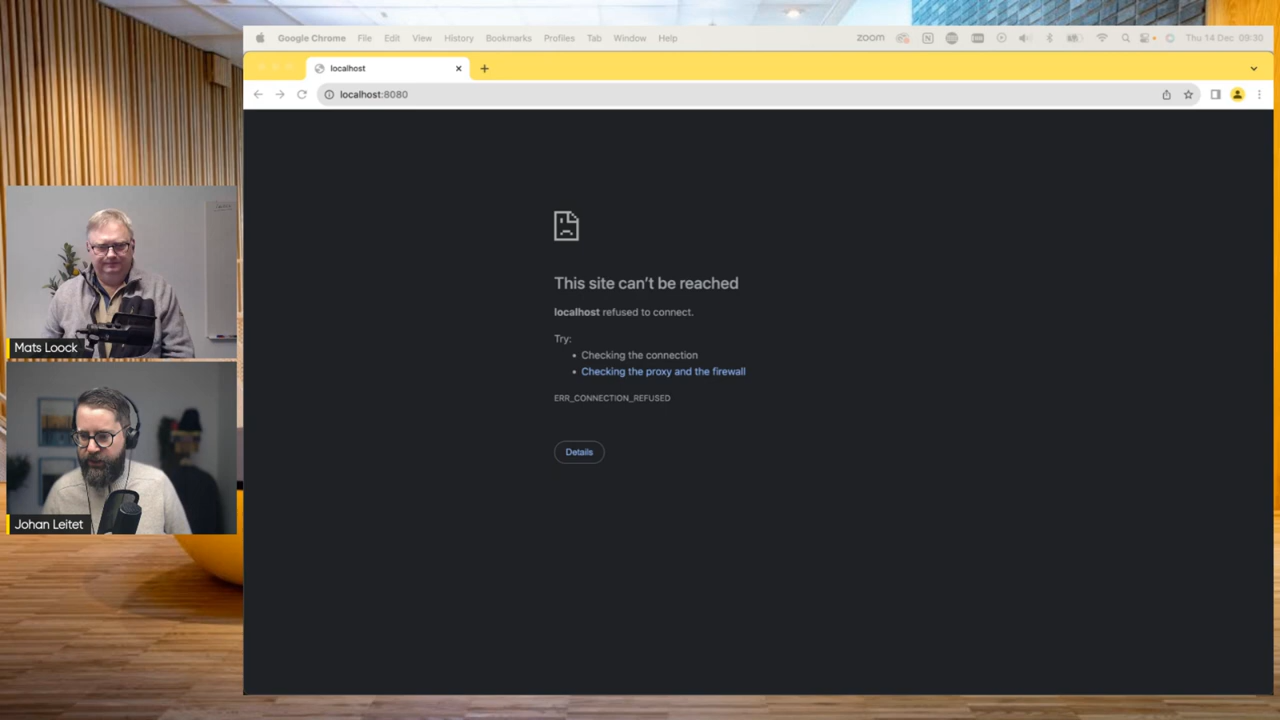 Google Chrome File Edit View History Bookmarks Profiles Tab Window Help zoom Thu 14 Dec 09:30
localhost
localhost:8080
This site can't be reached
localhost refused to connect.
Try:
• Checking the connection
• Checking the proxy and the firewall
ERR_CONNECTION_REFUSED
Details
Mats Loock
Johan Leitet